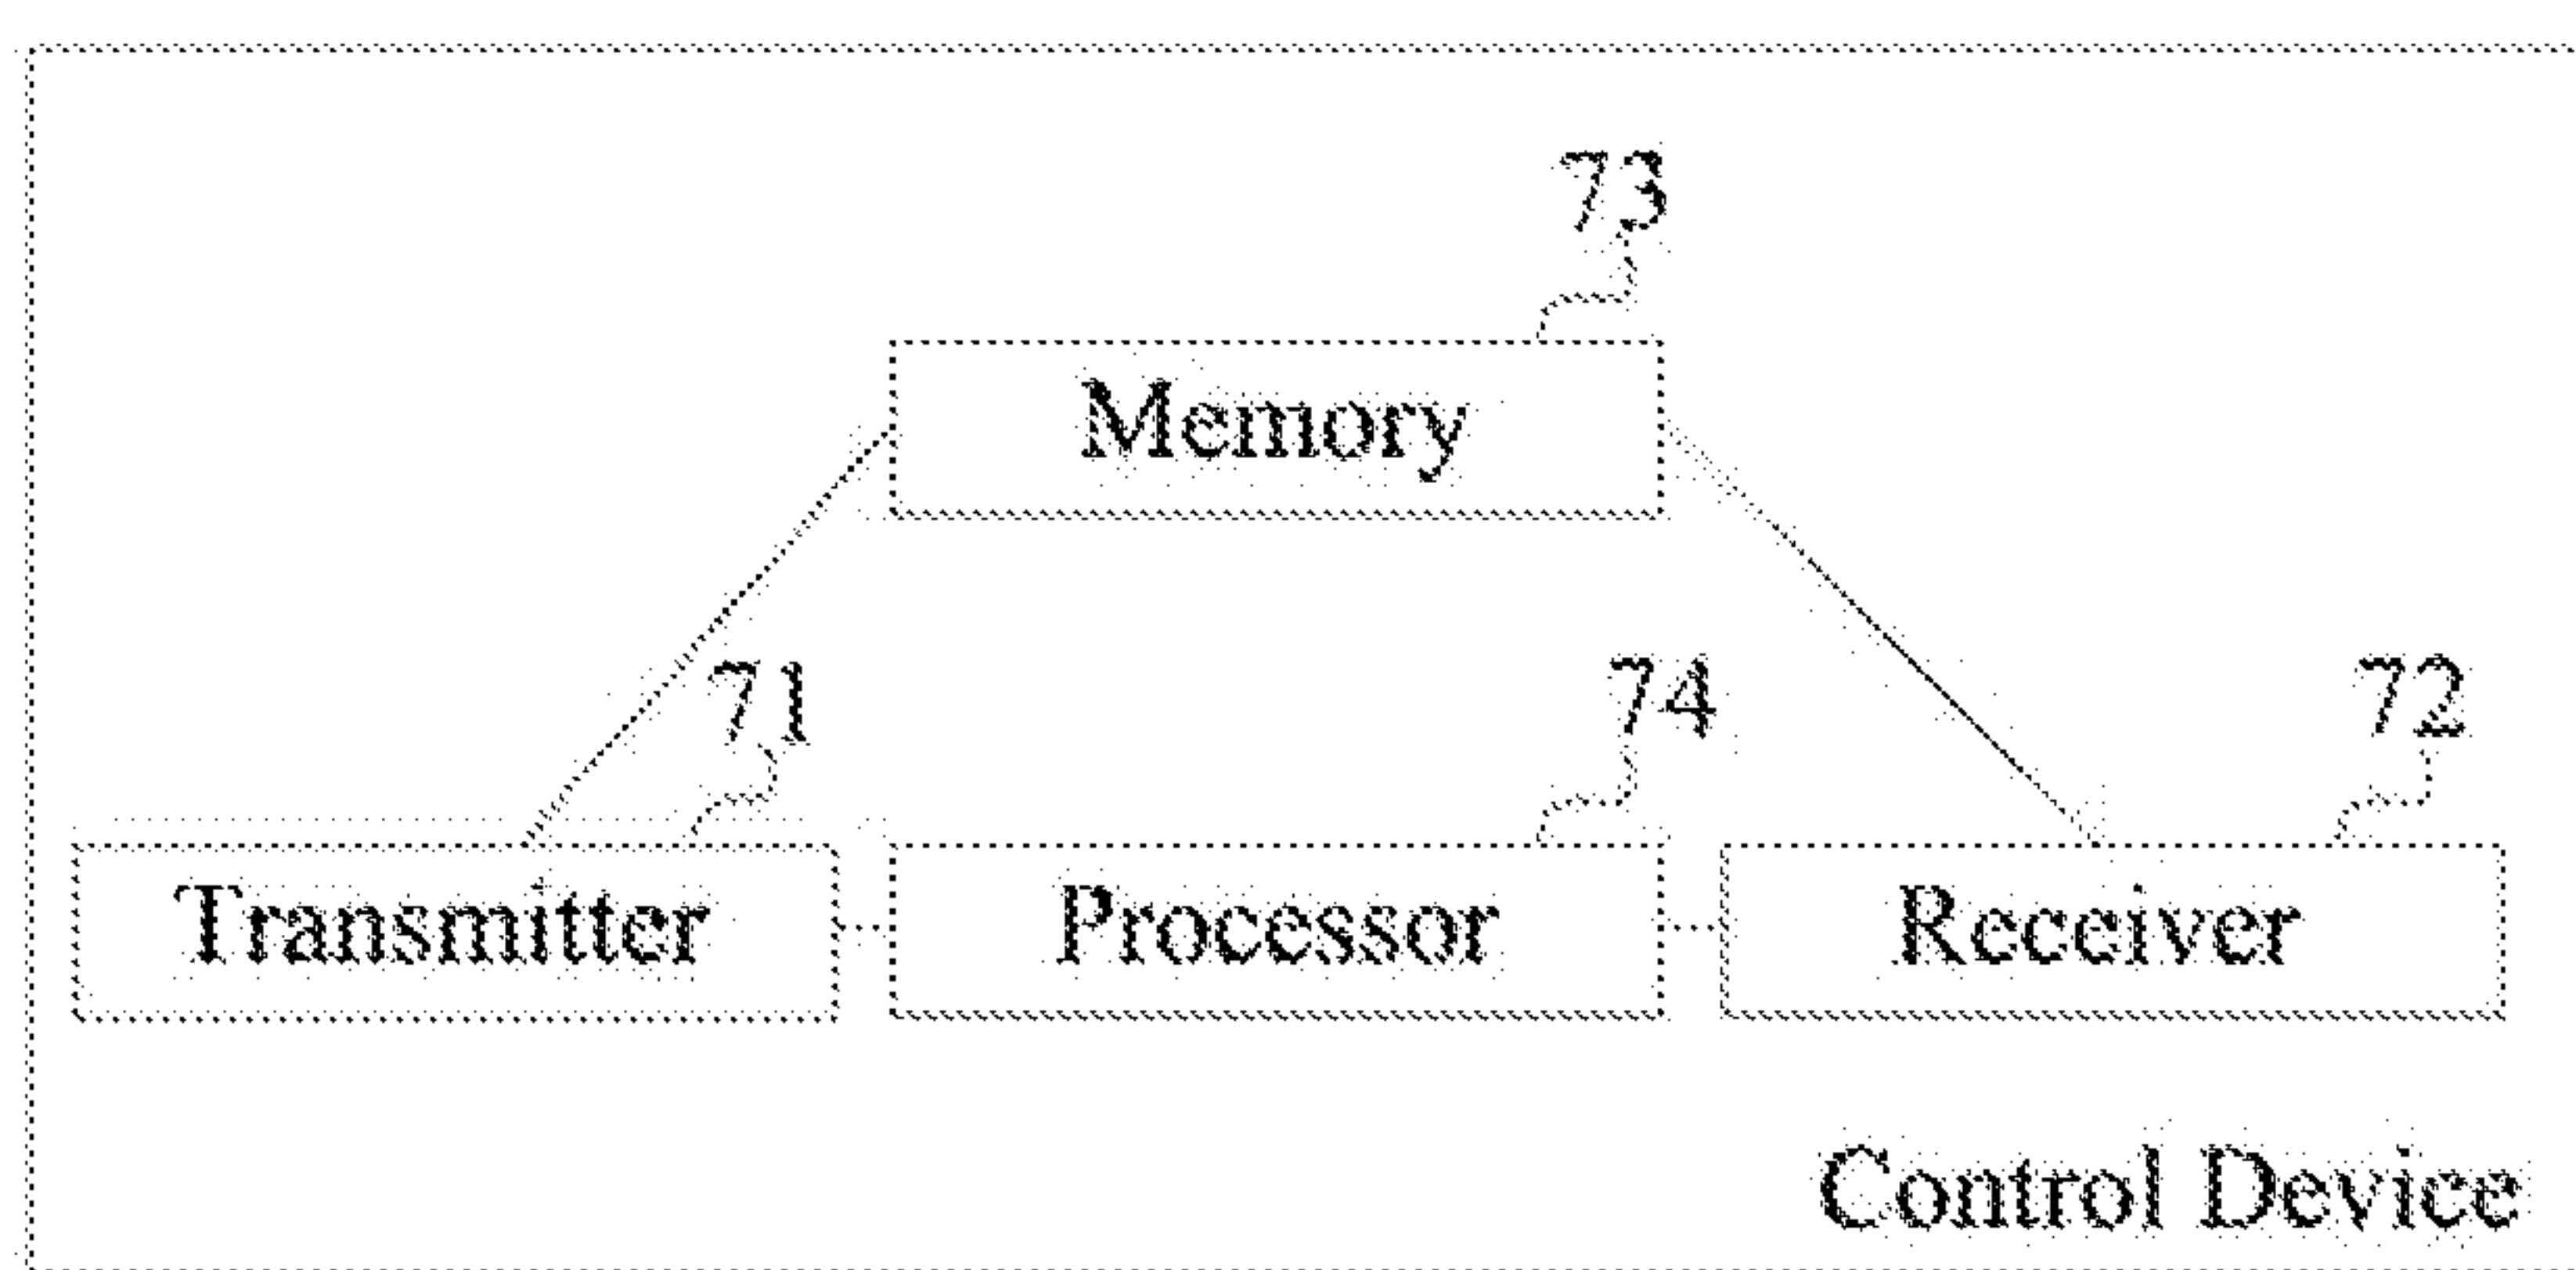 73
Memory
71
74
72
Transmitter
Processor
Receiver
Control Device